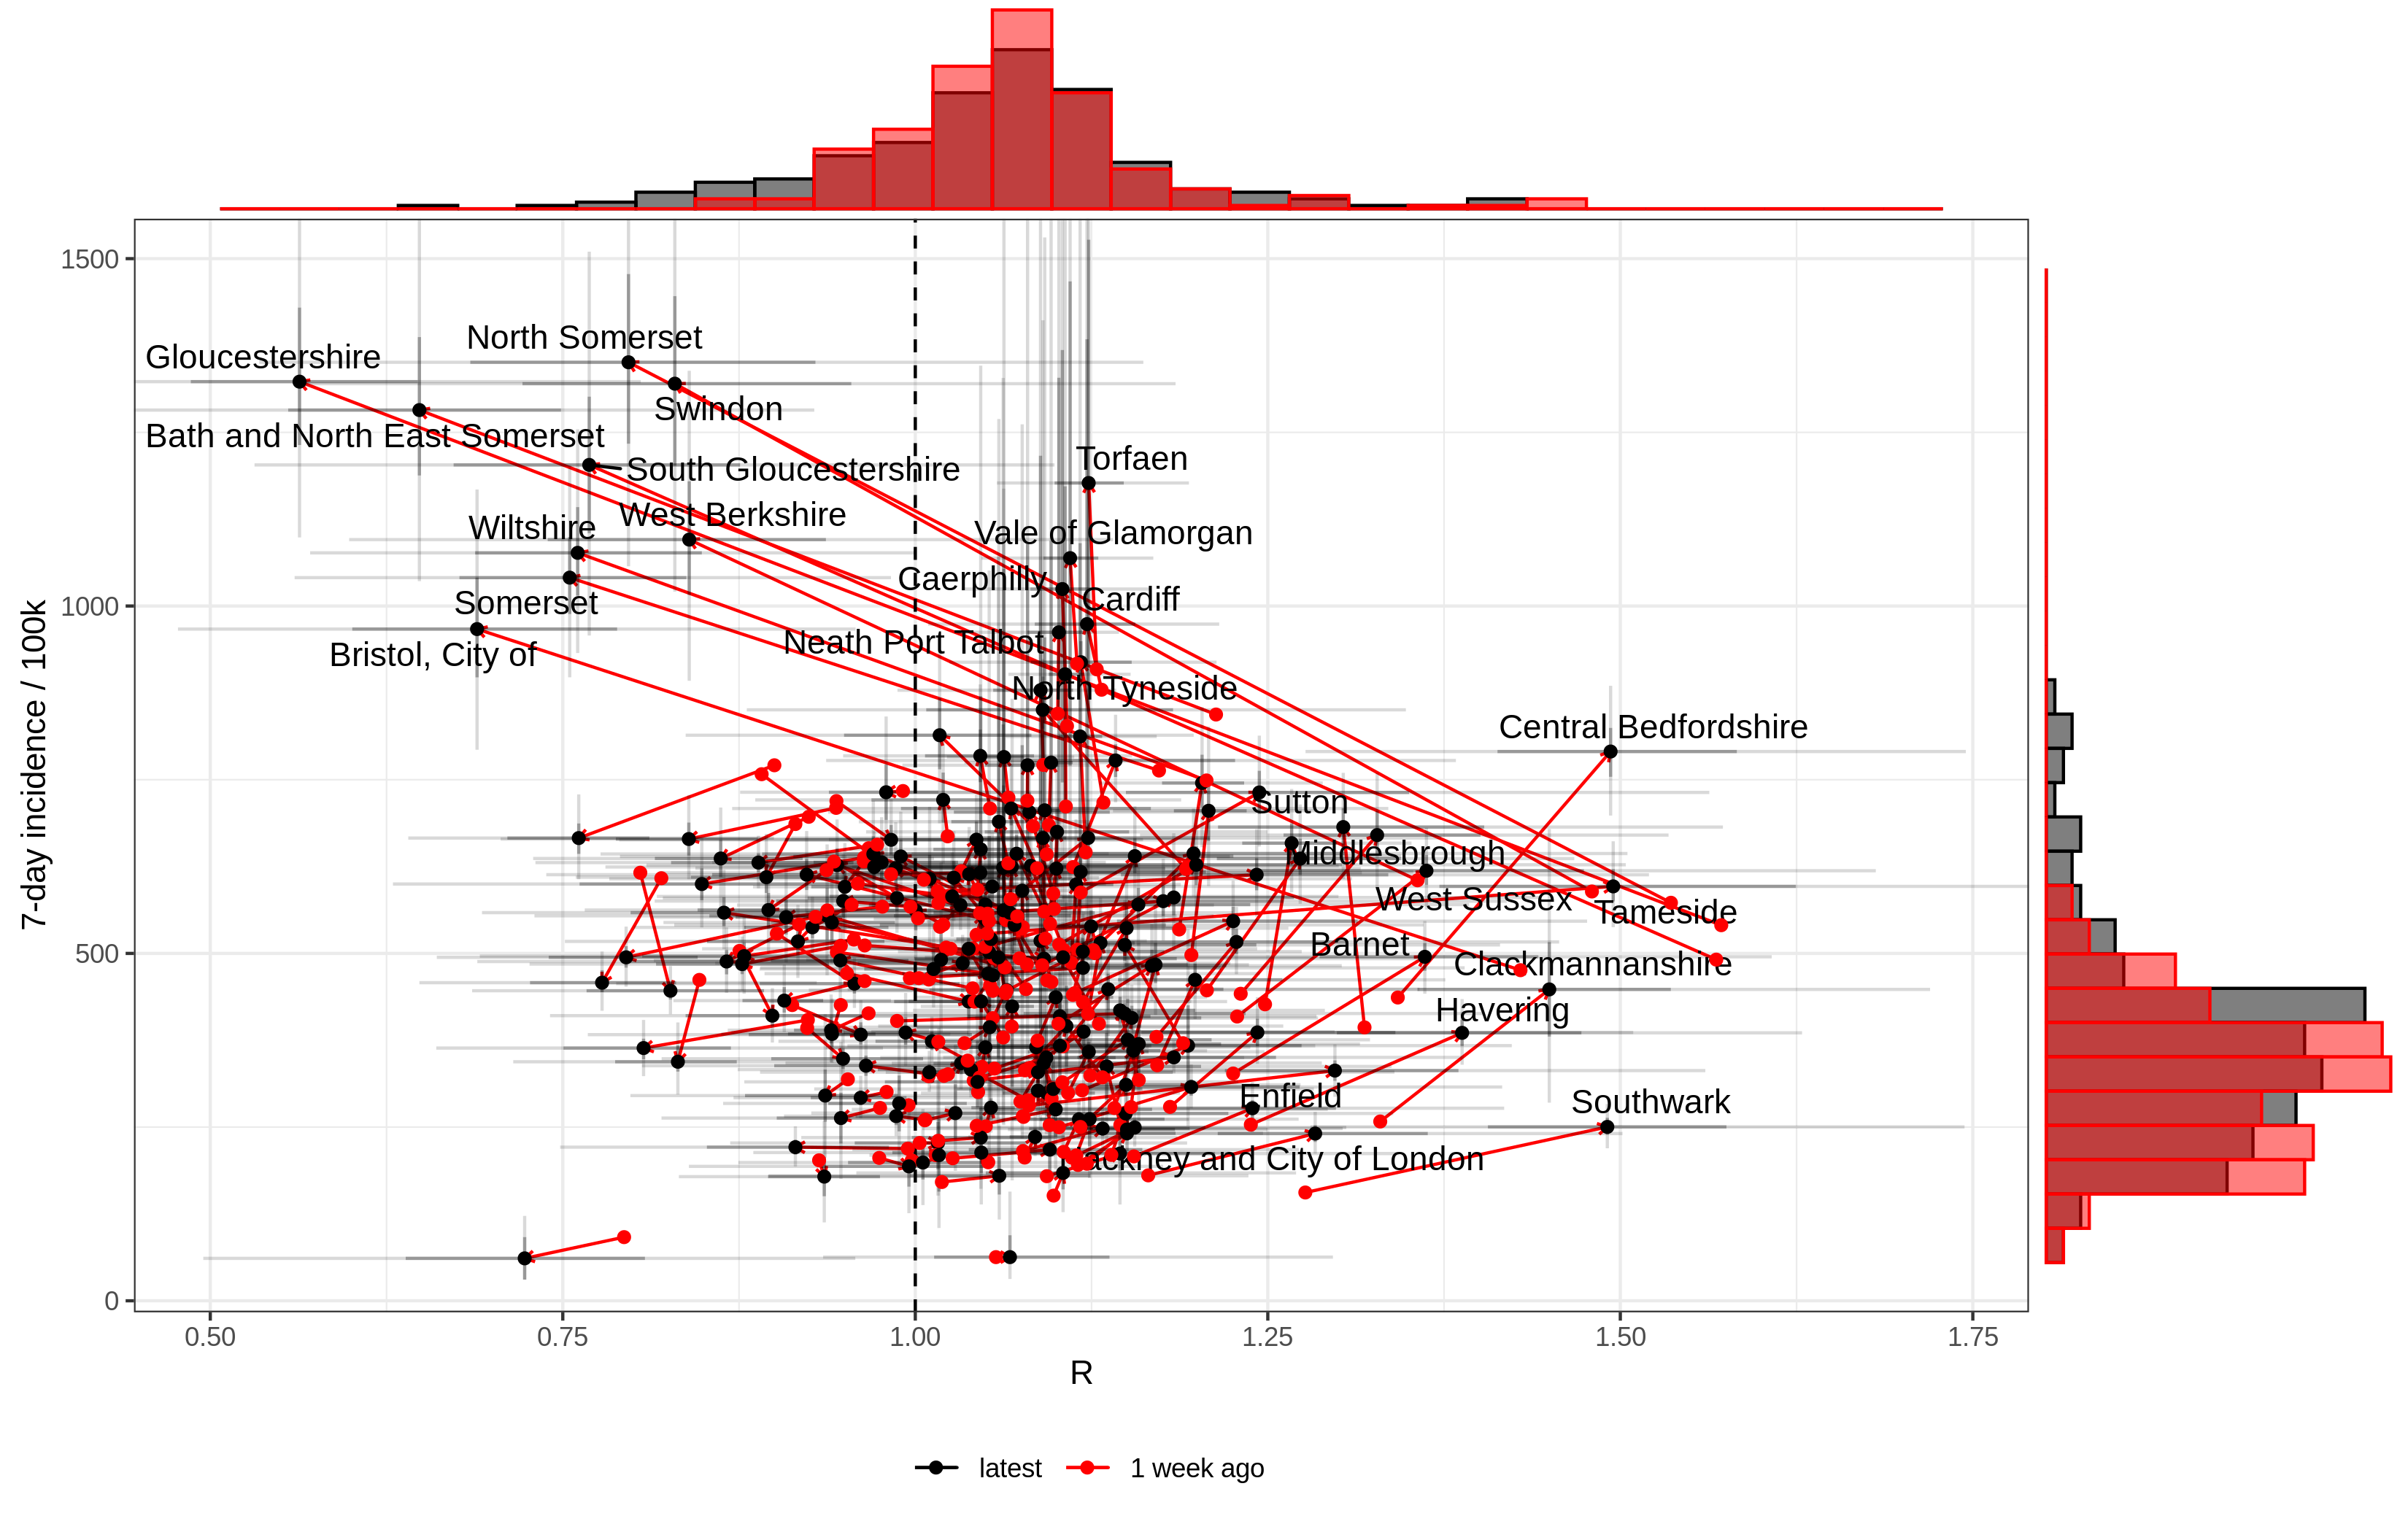 1500
North Somerset
Gloucestershire
Swindon
Bath and North East Somerset
Torfaen
South Gloucestershire
West Berkshire
Wiltshire
Vale of Glamorgan
Caerphilly
1000
Somerset
Cardiff
Neath Port Talbot
Bristol, City of
North Tyneside
Central Bedfordshire
Sutton
Middlesbrough
West Sussex
Tameside
Barnet
500
Clackmannanshire
Havering
Enfield
Southwark
Hackney and City of London
0
7-day incidence / 100k
0.50 0.75 1.00 1.25 1.50 1.75
R
latest 1 week ago